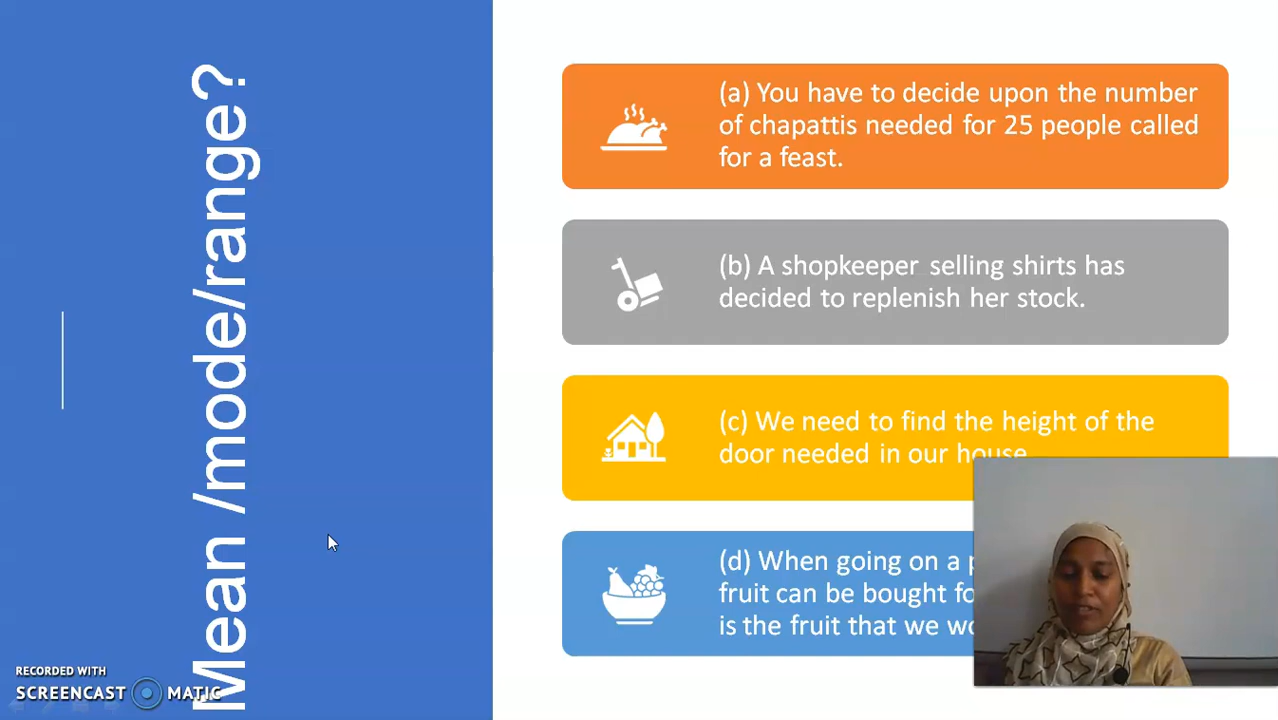 Mean /mode/range?
(a) You have to decide upon the number
of chapattis needed for 25 people called
for a feast.
(b) A shopkeeper selling shirts has
decided to replenish her stock.
(c) We need to find the height of the
door needed in our house
(d) When going on a
fruit can be bought
is the fruit that we
RECORDED WITH
SCREENCAST MATIC